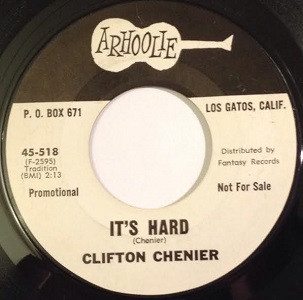 ARHOOLIE
P. O. BOX 671
LOS GATOS, CALIF.
45-518
(F-2595)
Tradition
(BMI) 2:13
Distributed by
Fantasy Records
Promotional
Not For Sale
IT'S HARD
(Chenier)
CLIFTON CHENIER